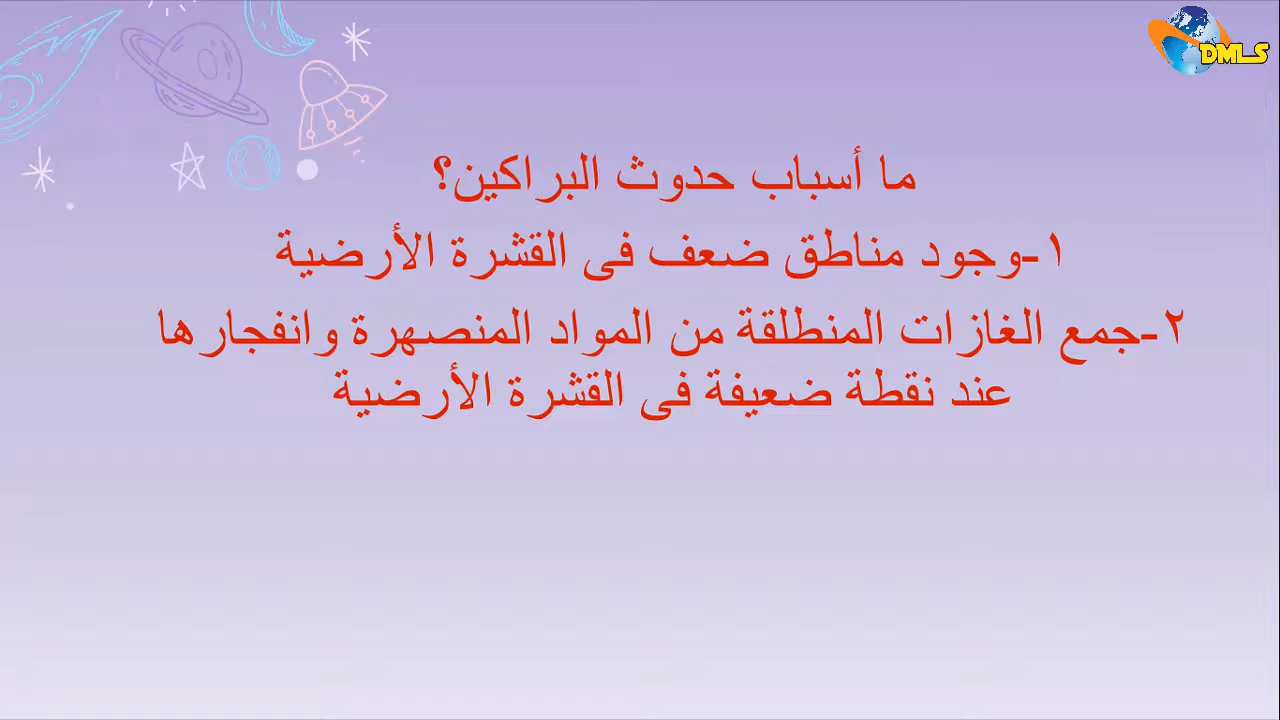 DMLS
ما أسباب حدوث البراكين؟
١-وجود مناطق ضعف فى القشرة الأرضية
٢-جمع الغازات المنطلقة من المواد المنصهرة وانفجارها
عند نقطة ضعيفة فى القشرة الأرضية